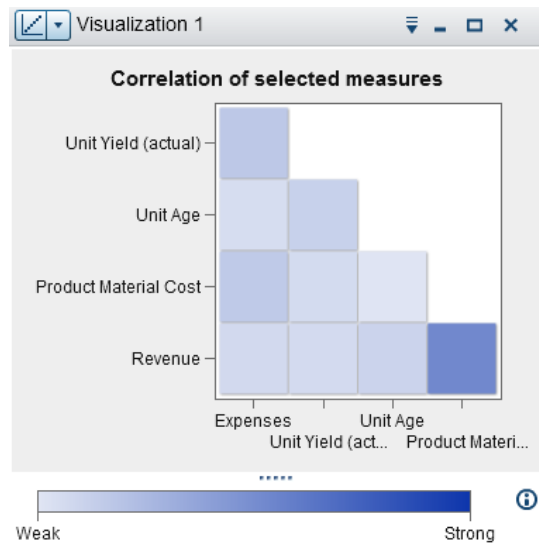 Visualization 1
Correlation of selected measures
Unit Yield (actual)
Unit Age
Product Material Cost
Revenue
Expenses
Unit Age
Unit Yield (act...
Product Materi...
Weak
Strong